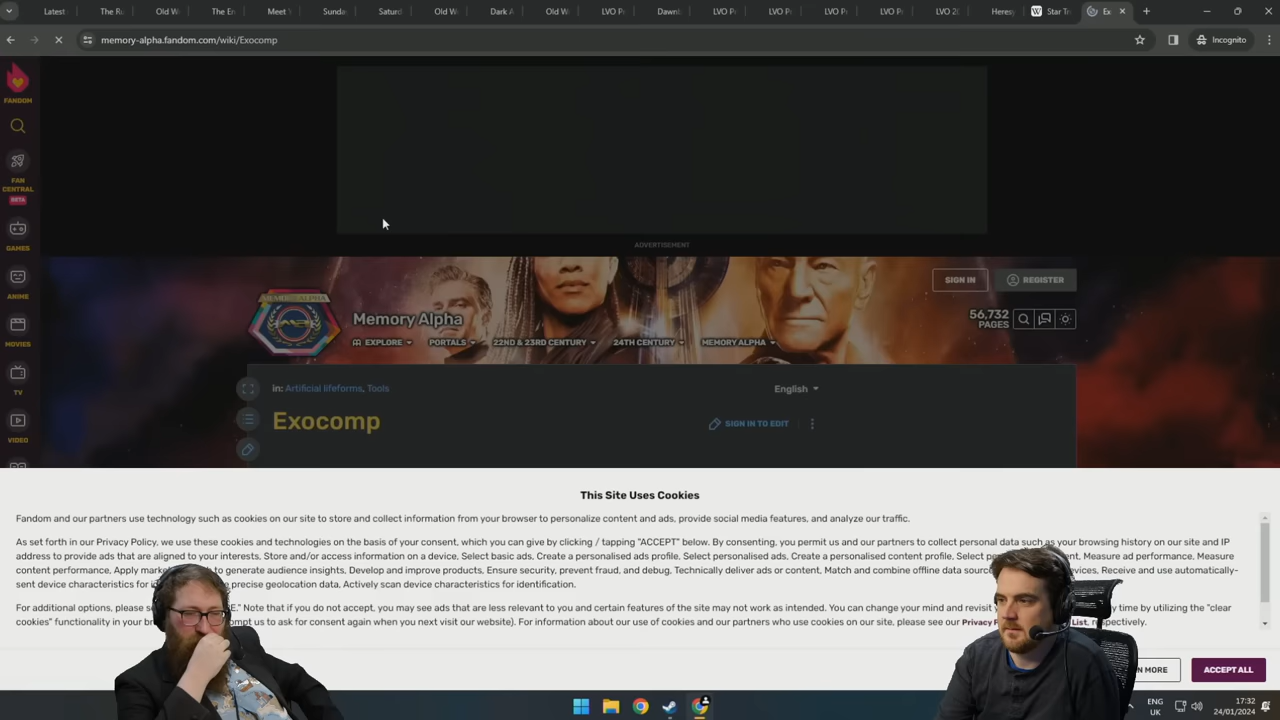 Latest
The Ru
Old W
The En
Meet
Sunda
Saturd
Old W
Dark A
Old W
LVO Pr
Dawnb
LVO Pr
LVO Pr
LVO Pr
LVO Pr
LVO 20
Heresy
Star Tr
Ex
memory-alpha.fandom.com/wiki/Exocomp
Incognito
FANDOM
FAN
CENTRAL
BETA
GAMES
ANIME
MOVIES
TV
VIDEO
ADVERTISEMENT
SIGN IN
REGISTER
MEMORY ALPHA
Memory Alpha
56,732
PAGES
EXPLORE
PORTALS
22ND & 23RD CENTURY
24TH CENTURY
MEMORY ALPHA
in: Artificial lifeforms, Tools
English
Exocomp
SIGN IN TO EDIT
This Site Uses Cookies
Fandom and our partners use technology such as cookies on our site to store and collect information from your browser to personalize content and ads, provide social media features, and analyze our traffic.
As set forth in our Privacy Policy, we use these cookies and technologies on the basis of your consent, which you can give by clicking / tapping "ACCEPT" below. By consenting, you permit us and our partners to collect personal data such as your browsing history on our site and IP
address to provide ads that are aligned to your interests, Store and/or access information on a device, Select basic ads, Create a personalised ads profile, Select personalised ads, Create a personalised content profile, Select ent, Measure ad performance, Measure
content performance, Apply market to generate audience insights, Develop and improve products, Ensure security, prevent fraud, and debug, Technically deliver ads or content, Match and combine offline data sourc evices, Receive and use automatically-
sent device characteristics for precise geolocation data, Actively scan device characteristics for identification.
For additional options, please Note that if you do not accept, you may see ads that are less relevant to you and certain features of the site may not work as intended. You can change your mind and revisit y time by utilizing the "clear
cookies" functionality in your ompt us to ask for consent again when you next visit our website). For information about our use of cookies and our partners who use cookies on our site, please see our Privacy List, respectively.
N MORE
ACCEPT ALL
ENG
UK
17:32
24/01/2024